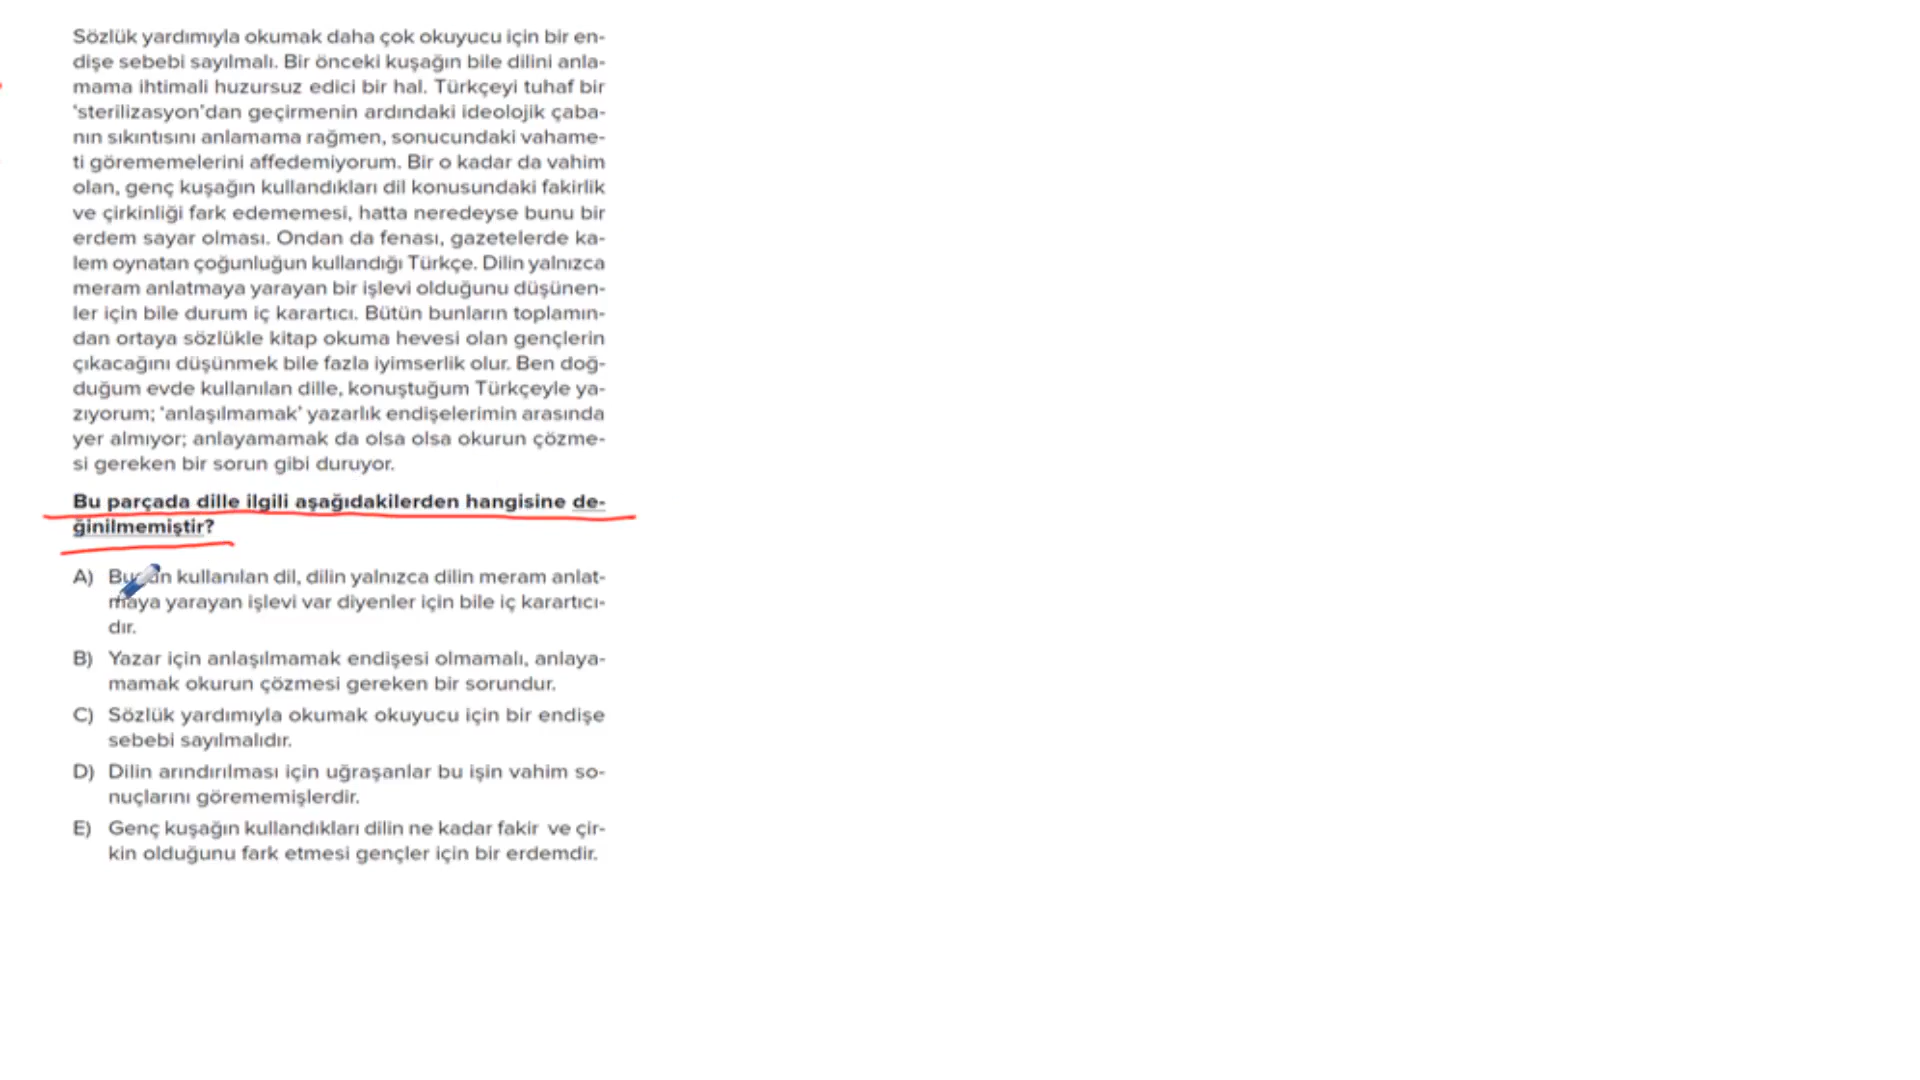 Sözlük yardımıyla okumak daha çok okuyucu için bir en-
dişe sebebi sayılmalı. Bir önceki kuşağın bile dilini anla-
mama ihtimali huzursuz edici bir hal. Türkçeyi tuhaf bir
‘sterilizasyon’dan geçirmenin ardındaki ideolojik çaba-
nın sıkıntısını anlamama rağmen, sonucundaki vahame-
ti görememelerini affedemiyorum. Bir o kadar da vahim
olan, genç kuşağın kullandıkları dil konusundaki fakirlik
ve çirkinliği fark edememesi, hatta neredeyse bunu bir
erdem sayar olması. Ondan da fenası, gazetelerde ka-
lem oynatan çoğunluğun kullandığı Türkçe. Dilin yalnızca
meram anlatmaya yarayan bir işlevi olduğunu düşünen-
ler için bile durum iç karartıcı. Bütün bunların toplamın-
dan ortaya sözlükle kitap okuma hevesi olan gençlerin
çıkacağını düşünmek bile fazla iyimserlik olur. Ben doğ-
duğum evde kullanılan dille, konuştuğum Türkçeyle ya-
zıyorum; ‘anlaşılmamak’ yazarlık endişelerimin arasında
yer almıyor; anlayamamak da olsa olsa okurun çözme-
si gereken bir sorun gibi duruyor.
Bu parçada dille ilgili aşağıdakilerden hangisine de-
ğinilmemiştir?
A) kullanılan dil, dilin yalnızca dilin meram anlat-
maya yarayan işlevi var diyenler için bile iç karartıcı-
dır.
B) Yazar için anlaşılmamak endişesi olmamalı, anlaya-
mamak okurun çözmesi gereken bir sorundur.
C) Sözlük yardımıyla okumak okuyucu için bir endişe
sebebi sayılmalıdır.
D) Dilin arındırılması için uğraşanlar bu işin vahim so-
nuçlarını görememişlerdir.
E) Genç kuşağın kullandıkları dilin ne kadar fakir ve çir-
kin olduğunu fark etmesi gençler için bir erdemdir.